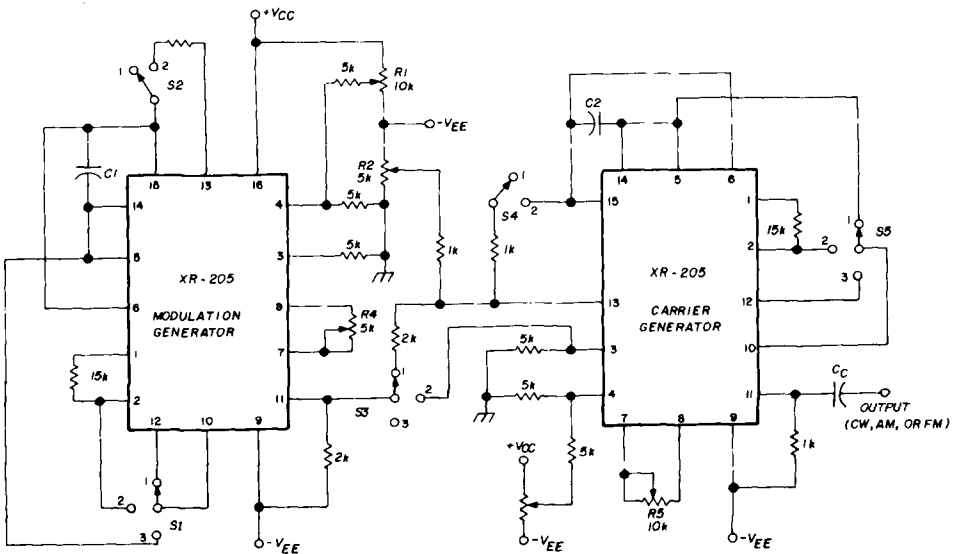 +VCC
1
2
S2
5k
R1
10k
-VEE
C1
15
13
16
14
5
6
1
2
12
10
9
4
3
8
7
11
XR-205
MODULATION
GENERATOR
R2
5k
5k
5k
R4
5k
15k
1
2
3
S1
-VEE
2k
1k
2k
1
2
3
S3
1
2
S4
1k
C2
14
5
6
15
13
3
4
7
8
9
1
2
12
10
11
XR-205
CARRIER
GENERATOR
15k
1
2
3
S5
5k
5k
5k
+VCC
-VEE
R5
10k
-VEE
1k
CC
OUTPUT
(CW, AM, OR FM)